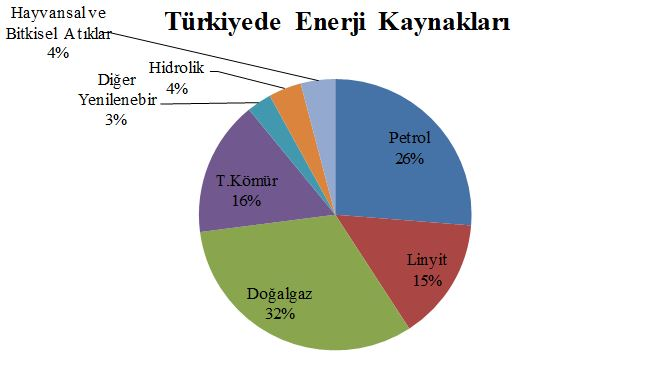 Türkiyede Enerji Kaynakları
Hayvansal ve
Bitkisel Atıklar
4%
Hidrolik
4%
Diğer
Yenilenebir
3%
Petrol
26%
T.Kömür
16%
Linyit
15%
Doğalgaz
32%